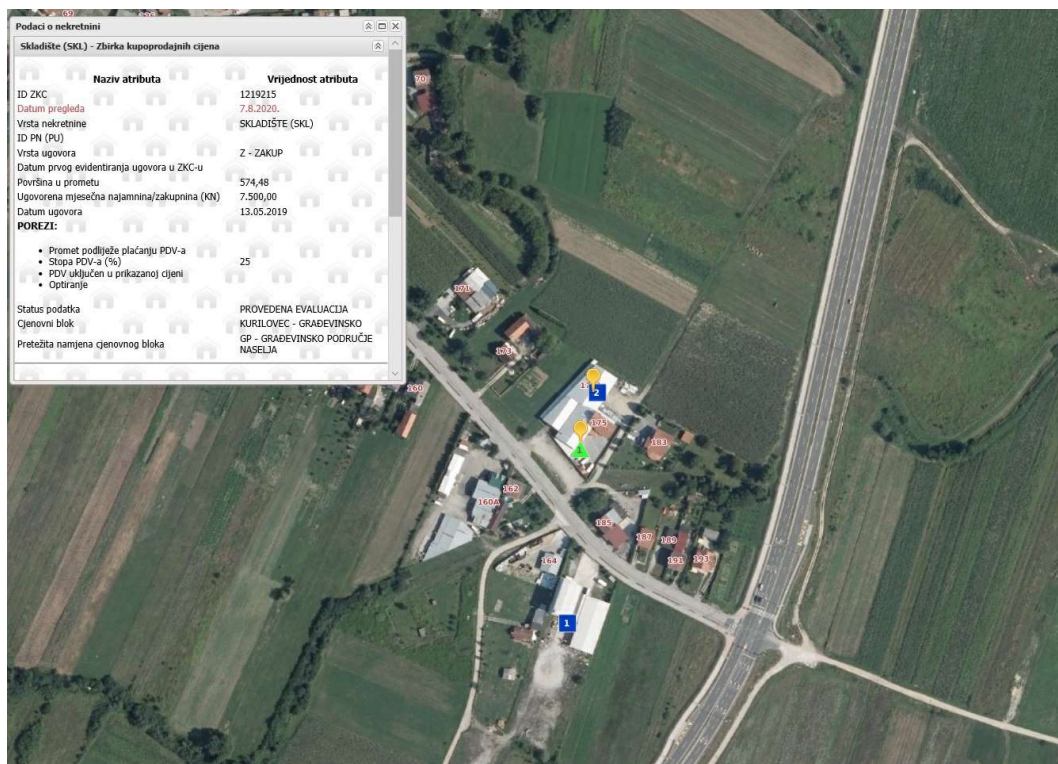 Podaci o nekretnini
Skladište (SKL) - Zbirka kupoprodajnih cijena
Naziv atributa Vrijednost atributa
ID ZKC 1219215
Datum pregleda 7.8.2020.
Vrsta nekretnine SKLADIŠTE (SKL)
ID PN (PU)
Vrsta ugovora Z - ZAKUP
Datum prvog evidentiranja ugovora u ZKC-u
Površina u prometu 574,48
Ugovorena mjesečna najamnina/zakupnina (KN) 7.500,00
Datum ugovora 13.05.2019
POREZI:
• Promet podliježe plaćanju PDV-a
• Stopa PDV-a (%) 25
• PDV uključen u prikazanoj cijeni
• Optiranje
Status podatka PROVEDENA EVALUACIJA
Cjenovni blok KURILOVEC - GRAĐEVINSKO
Pretežita namjena cjenovnog bloka GP - GRAĐEVINSKO PODRUČJE
NASELJA
69
70
171
173
160
2
175
1
183
162
160A
185
187
189
191
193
164
1